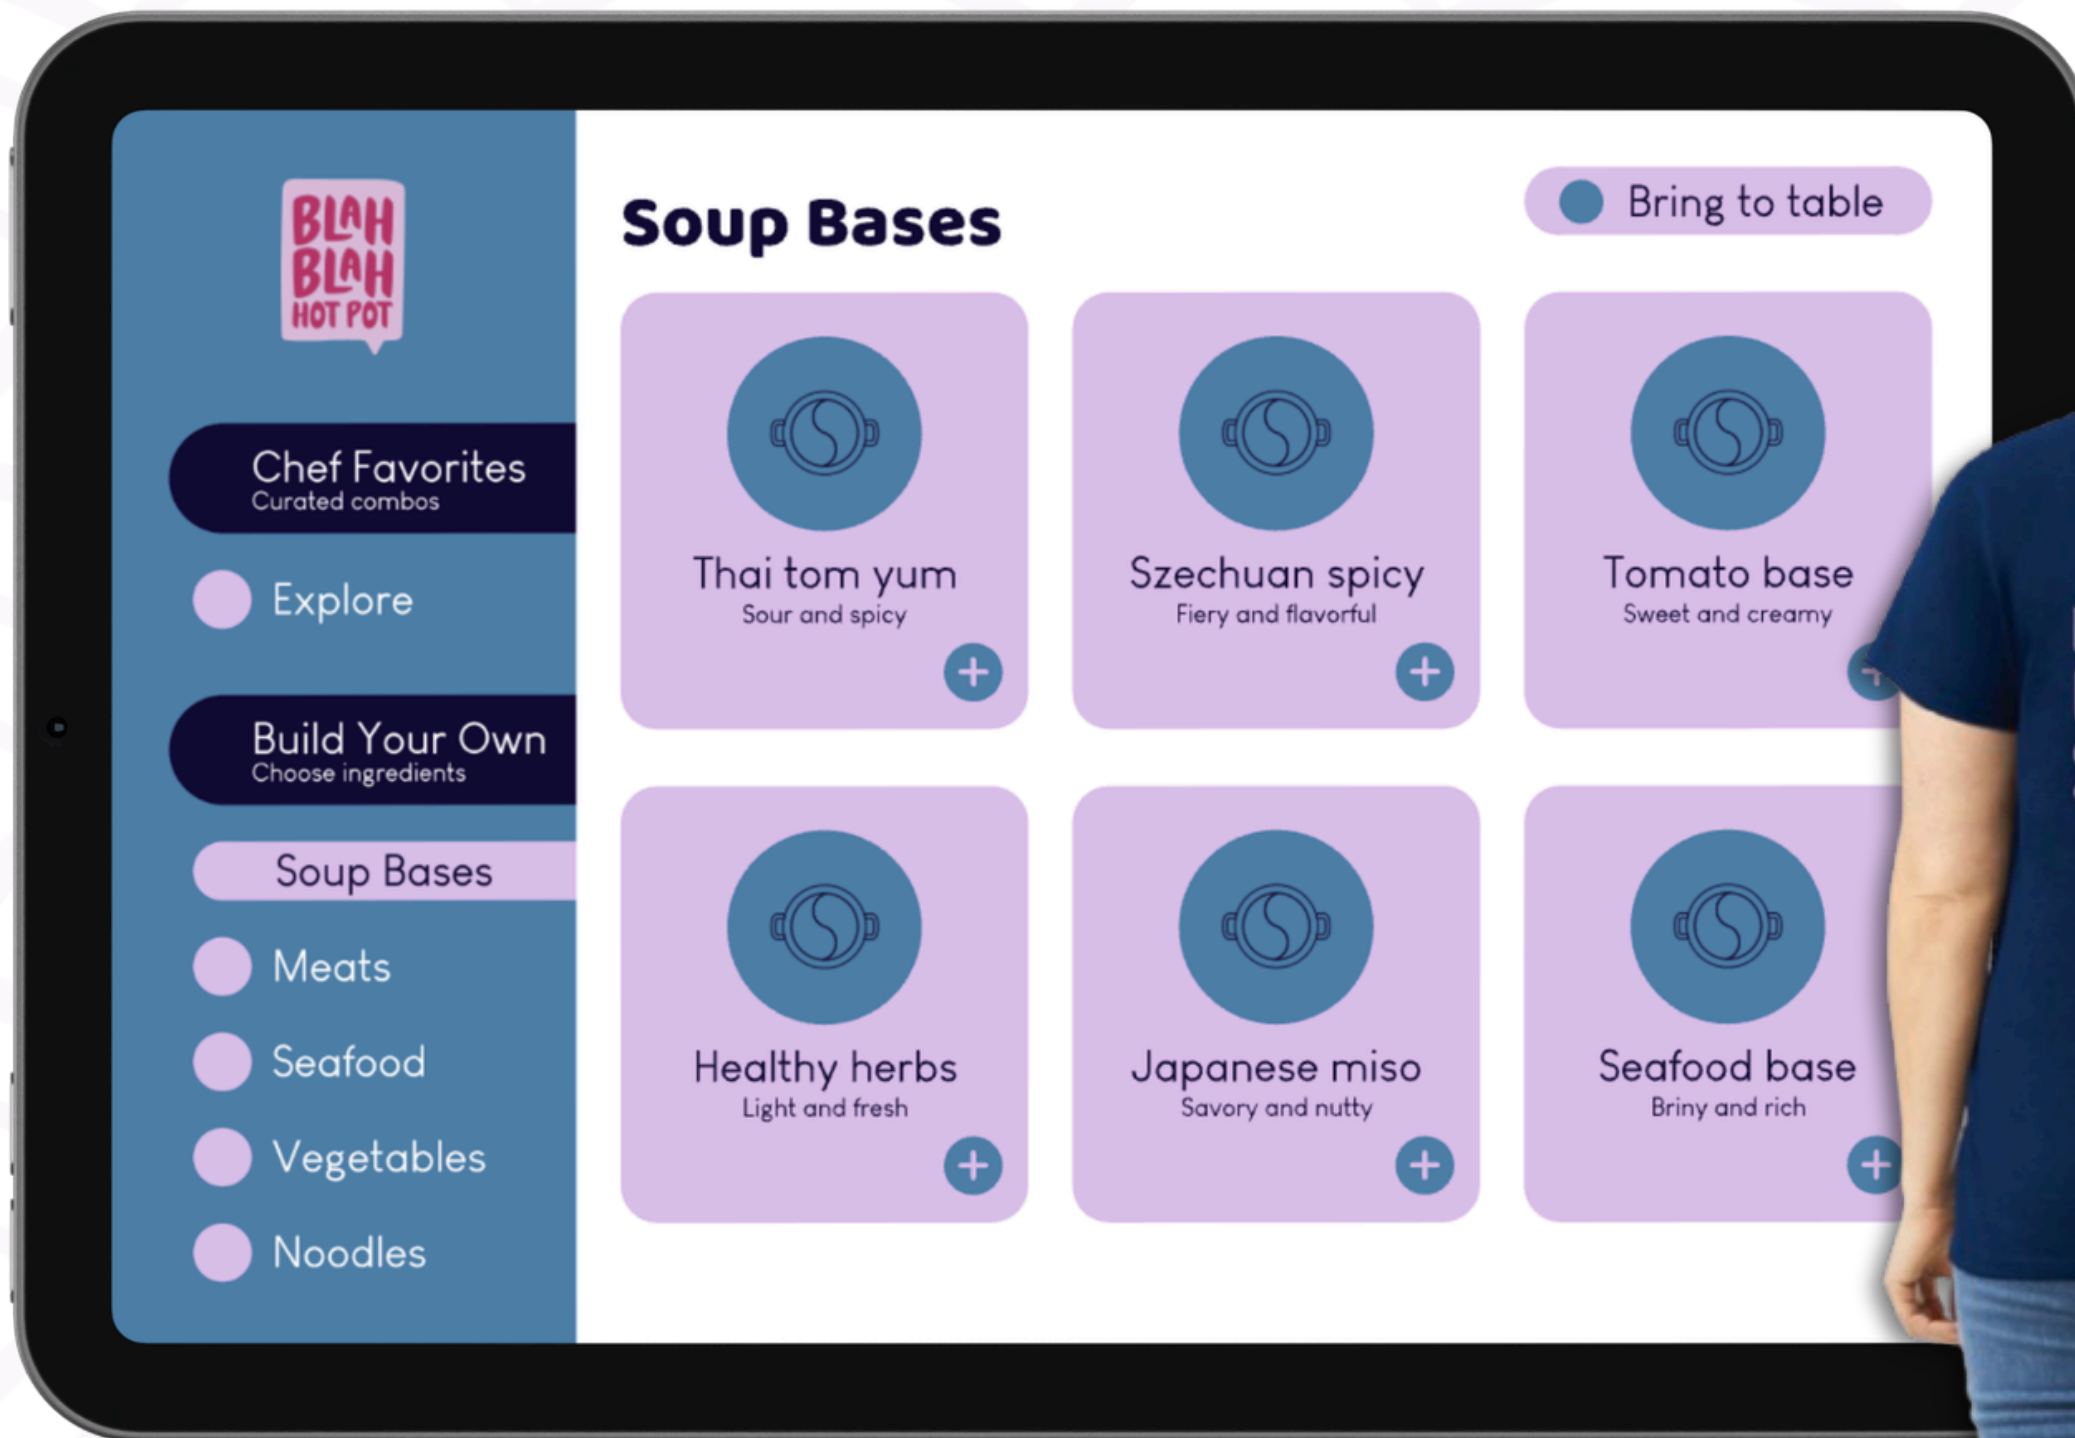 BLAH
BLAH
HOT POT
Chef Favorites
Curated combos
Explore
Build Your Own
Choose ingredients
Soup Bases
Meats
Seafood
Vegetables
Noodles
Soup Bases
Bring to table
Thai tom yum
Sour and spicy
Szechuan spicy
Fiery and flavorful
Tomato base
Sweet and creamy
Healthy herbs
Light and fresh
Japanese miso
Savory and nutty
Seafood base
Briny and rich